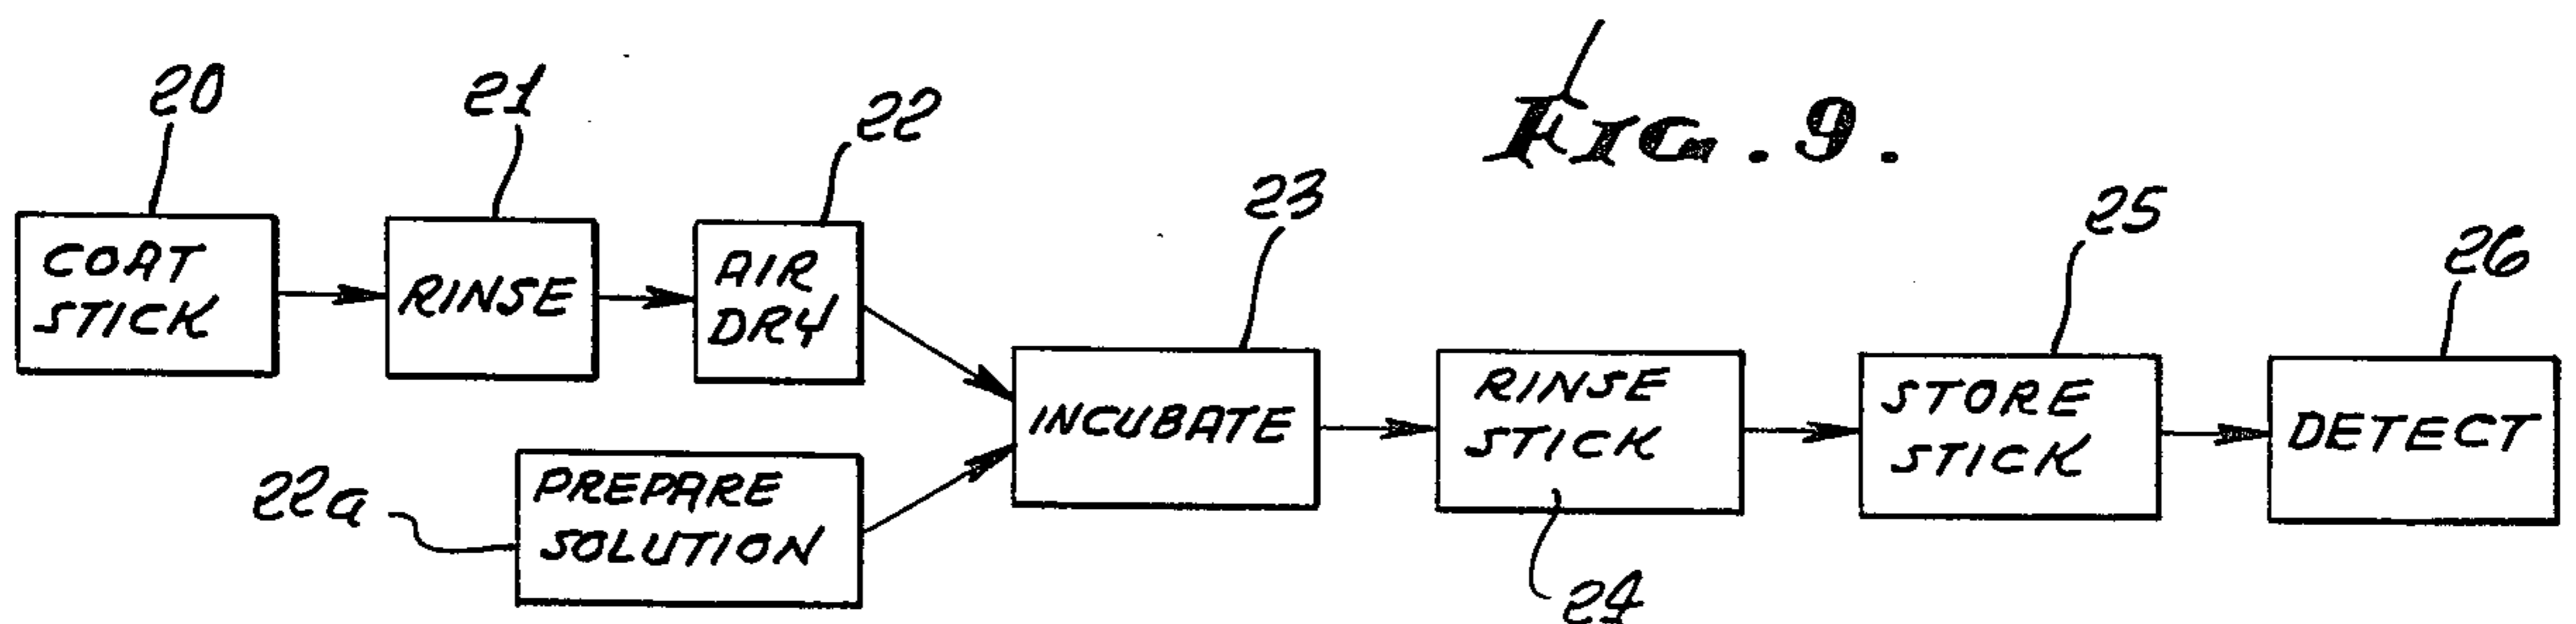 FIG. 9.
20
21
22
23
25
26
COAT
STICK
RINSE
AIR
DRY
INCUBATE
RINSE
STICK
STORE
STICK
DETECT
22a
PREPARE
SOLUTION
24